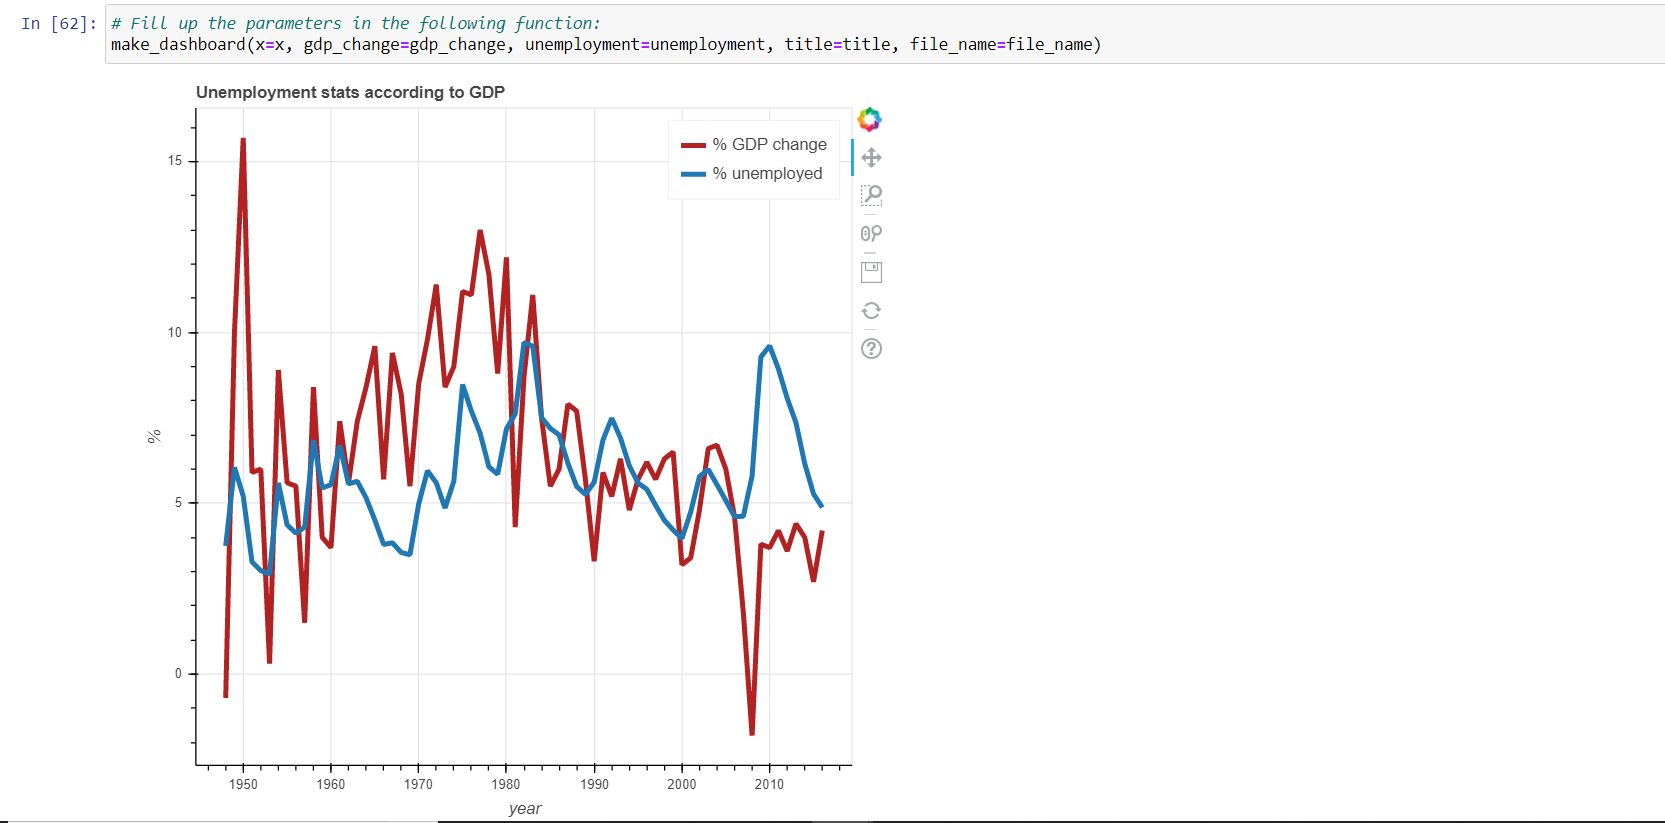 In [62]: # Fill up the parameters in the following function:
make_dashboard(x=x, gdp_change=gdp_change, unemployment=unemployment, title=title, file_name=file_name)
Unemployment stats according to GDP
% GDP change
% unemployed
15
10
5
0
%
1950 1960 1970 1980 1990 2000 2010
year